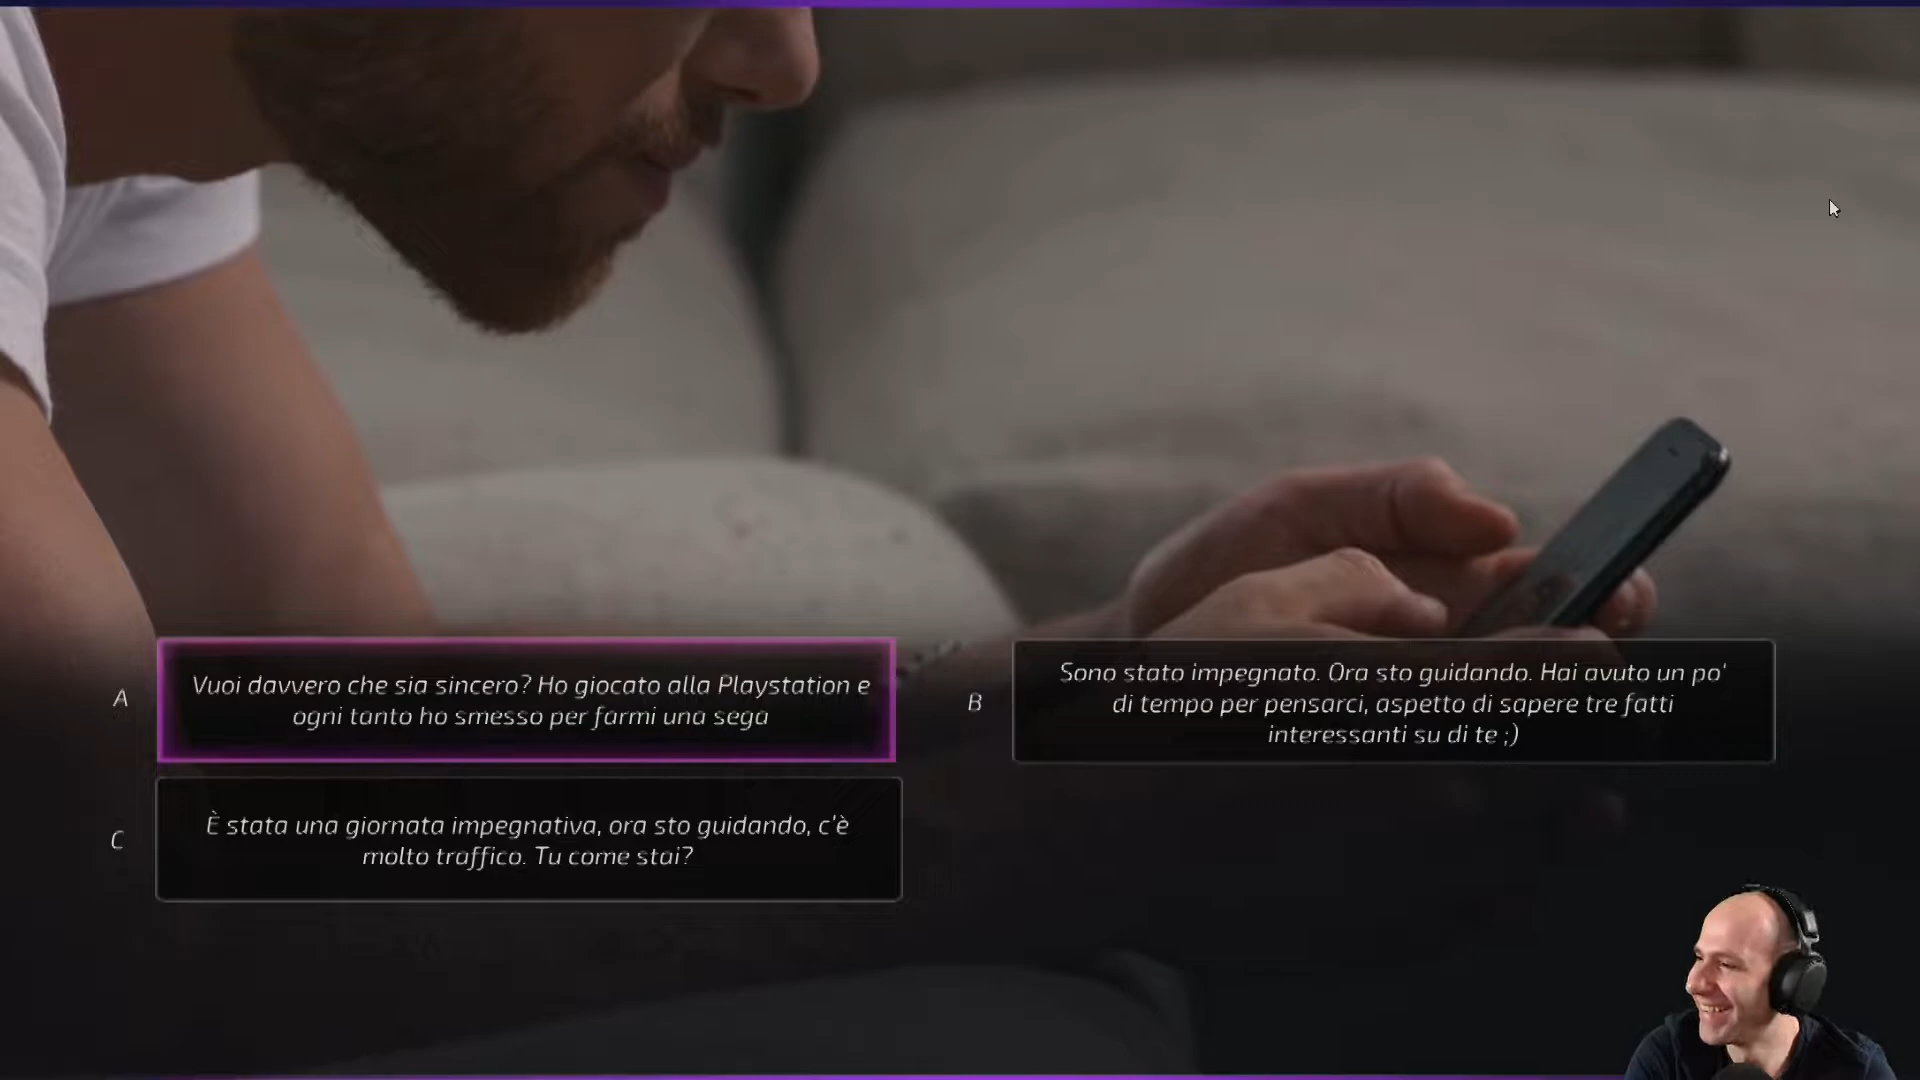 A
Vuoi davvero che sia sincero? Ho giocato alla Playstation e
ogni tanto ho smesso per farmi una sega
B
Sono stato impegnato. Ora sto guidando. Hai avuto un po'
di tempo per pensarci, aspetto di sapere tre fatti
interessanti su di te ;)
C
È stata una giornata impegnativa, ora sto guidando, c'è
molto traffico. Tu come stai?